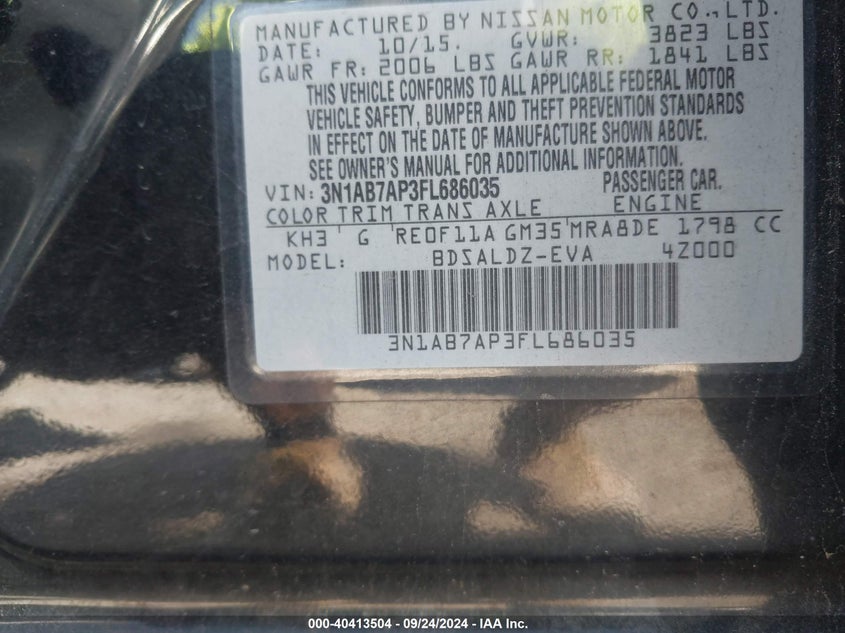 MANUFACTURED BY NISSAN MOTOR CO.,LTD.
DATE: 10/15. GVWR: 3823 LBS
GAWR FR: 2006 LBS GAWR RR: 1841 LBS
THIS VEHICLE CONFORMS TO ALL APPLICABLE FEDERAL MOTOR
VEHICLE SAFETY, BUMPER AND THEFT PREVENTION STANDARDS
IN EFFECT ON THE DATE OF MANUFACTURE SHOWN ABOVE.
SEE OWNER'S MANUAL FOR ADDITIONAL INFORMATION.
VIN: 3N1AB7AP3FL686035 PASSENGER CAR.
COLOR TRIM TRANS AXLE ENGINE
KH3 G RE0F11A GM35 MRA8DE 1798 CC
MODEL: BDSALDZ-EVA 4Z000
3N1AB7AP3FL686035
000-40413504 - 09/24/2024 - IAA Inc.